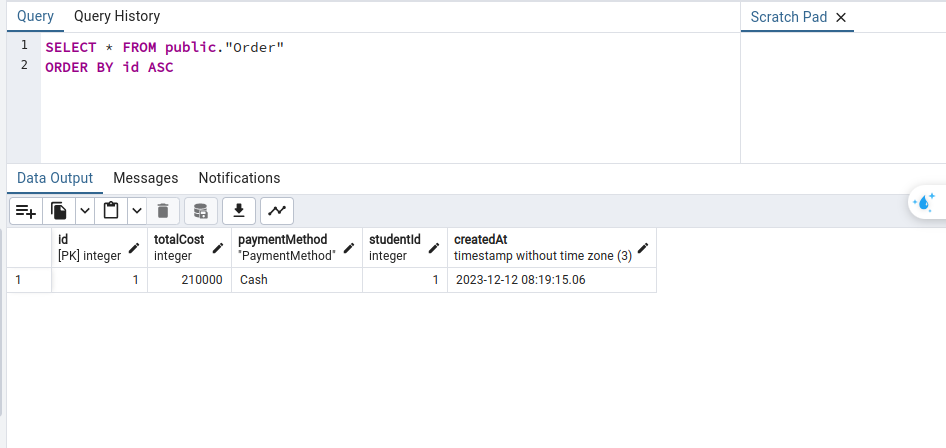 Query Query History
Scratch Pad
1 SELECT * FROM public."Order"
2 ORDER BY id ASC
Data Output Messages Notifications
id totalCost paymentMethod studentId createdAt
[PK] integer integer "PaymentMethod" integer timestamp without time zone (3)
1 1 210000 Cash 1 2023-12-12 08:19:15.06